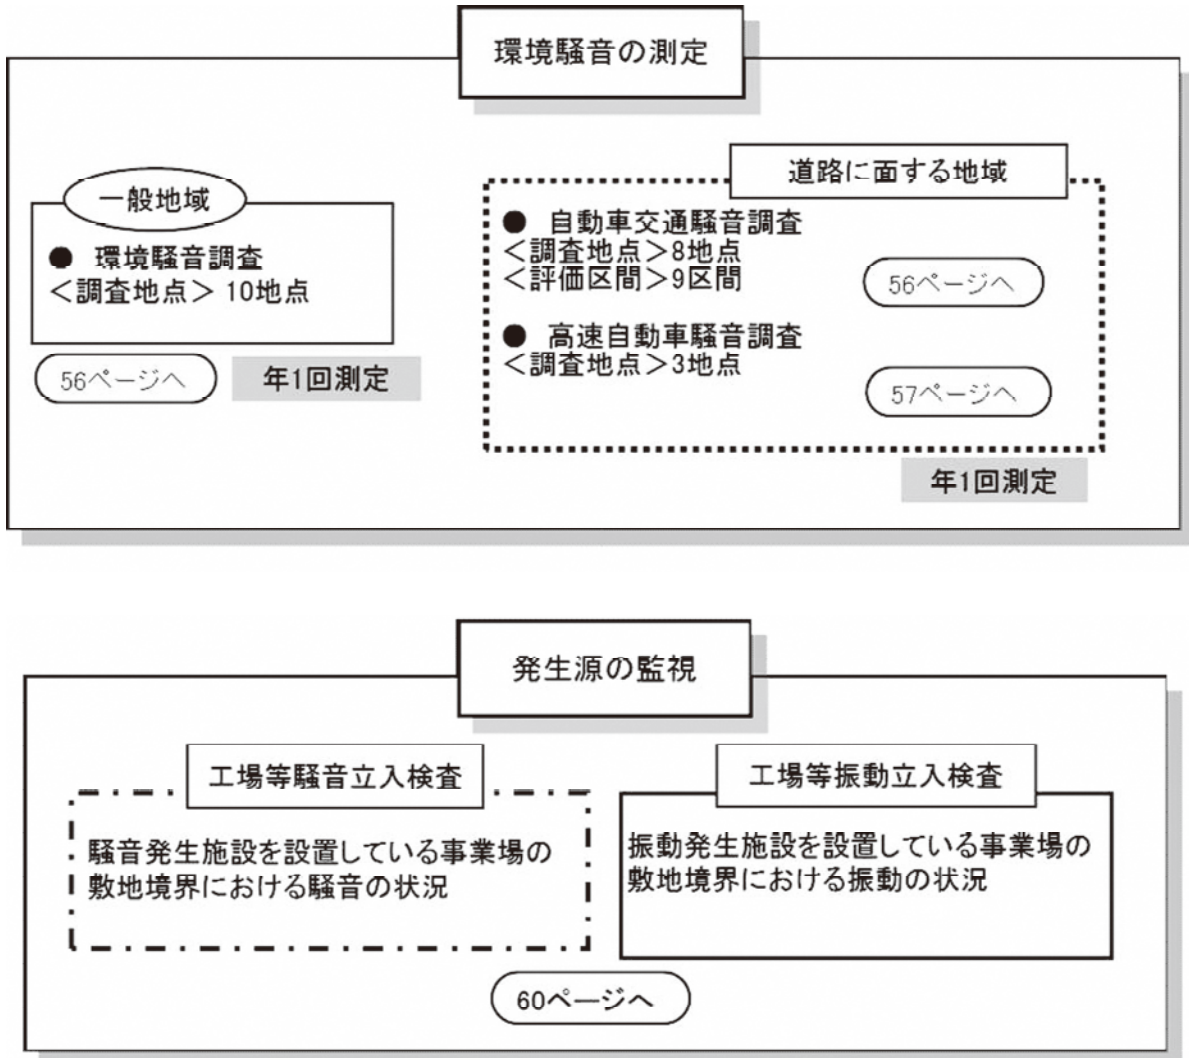 環境騒音の測定
一般地域
● 環境騒音調査
＜調査地点＞ 10地点
56ページへ
年1回測定
道路に面する地域
● 自動車交通騒音調査
＜調査地点＞8地点
＜評価区間＞9区間
56ページへ
● 高速自動車騒音調査
＜調査地点＞3地点
57ページへ
年1回測定
発生源の監視
工場等騒音立入検査
騒音発生施設を設置している事業場の
敷地境界における騒音の状況
工場等振動立入検査
振動発生施設を設置している事業場の
敷地境界における振動の状況
60ページへ